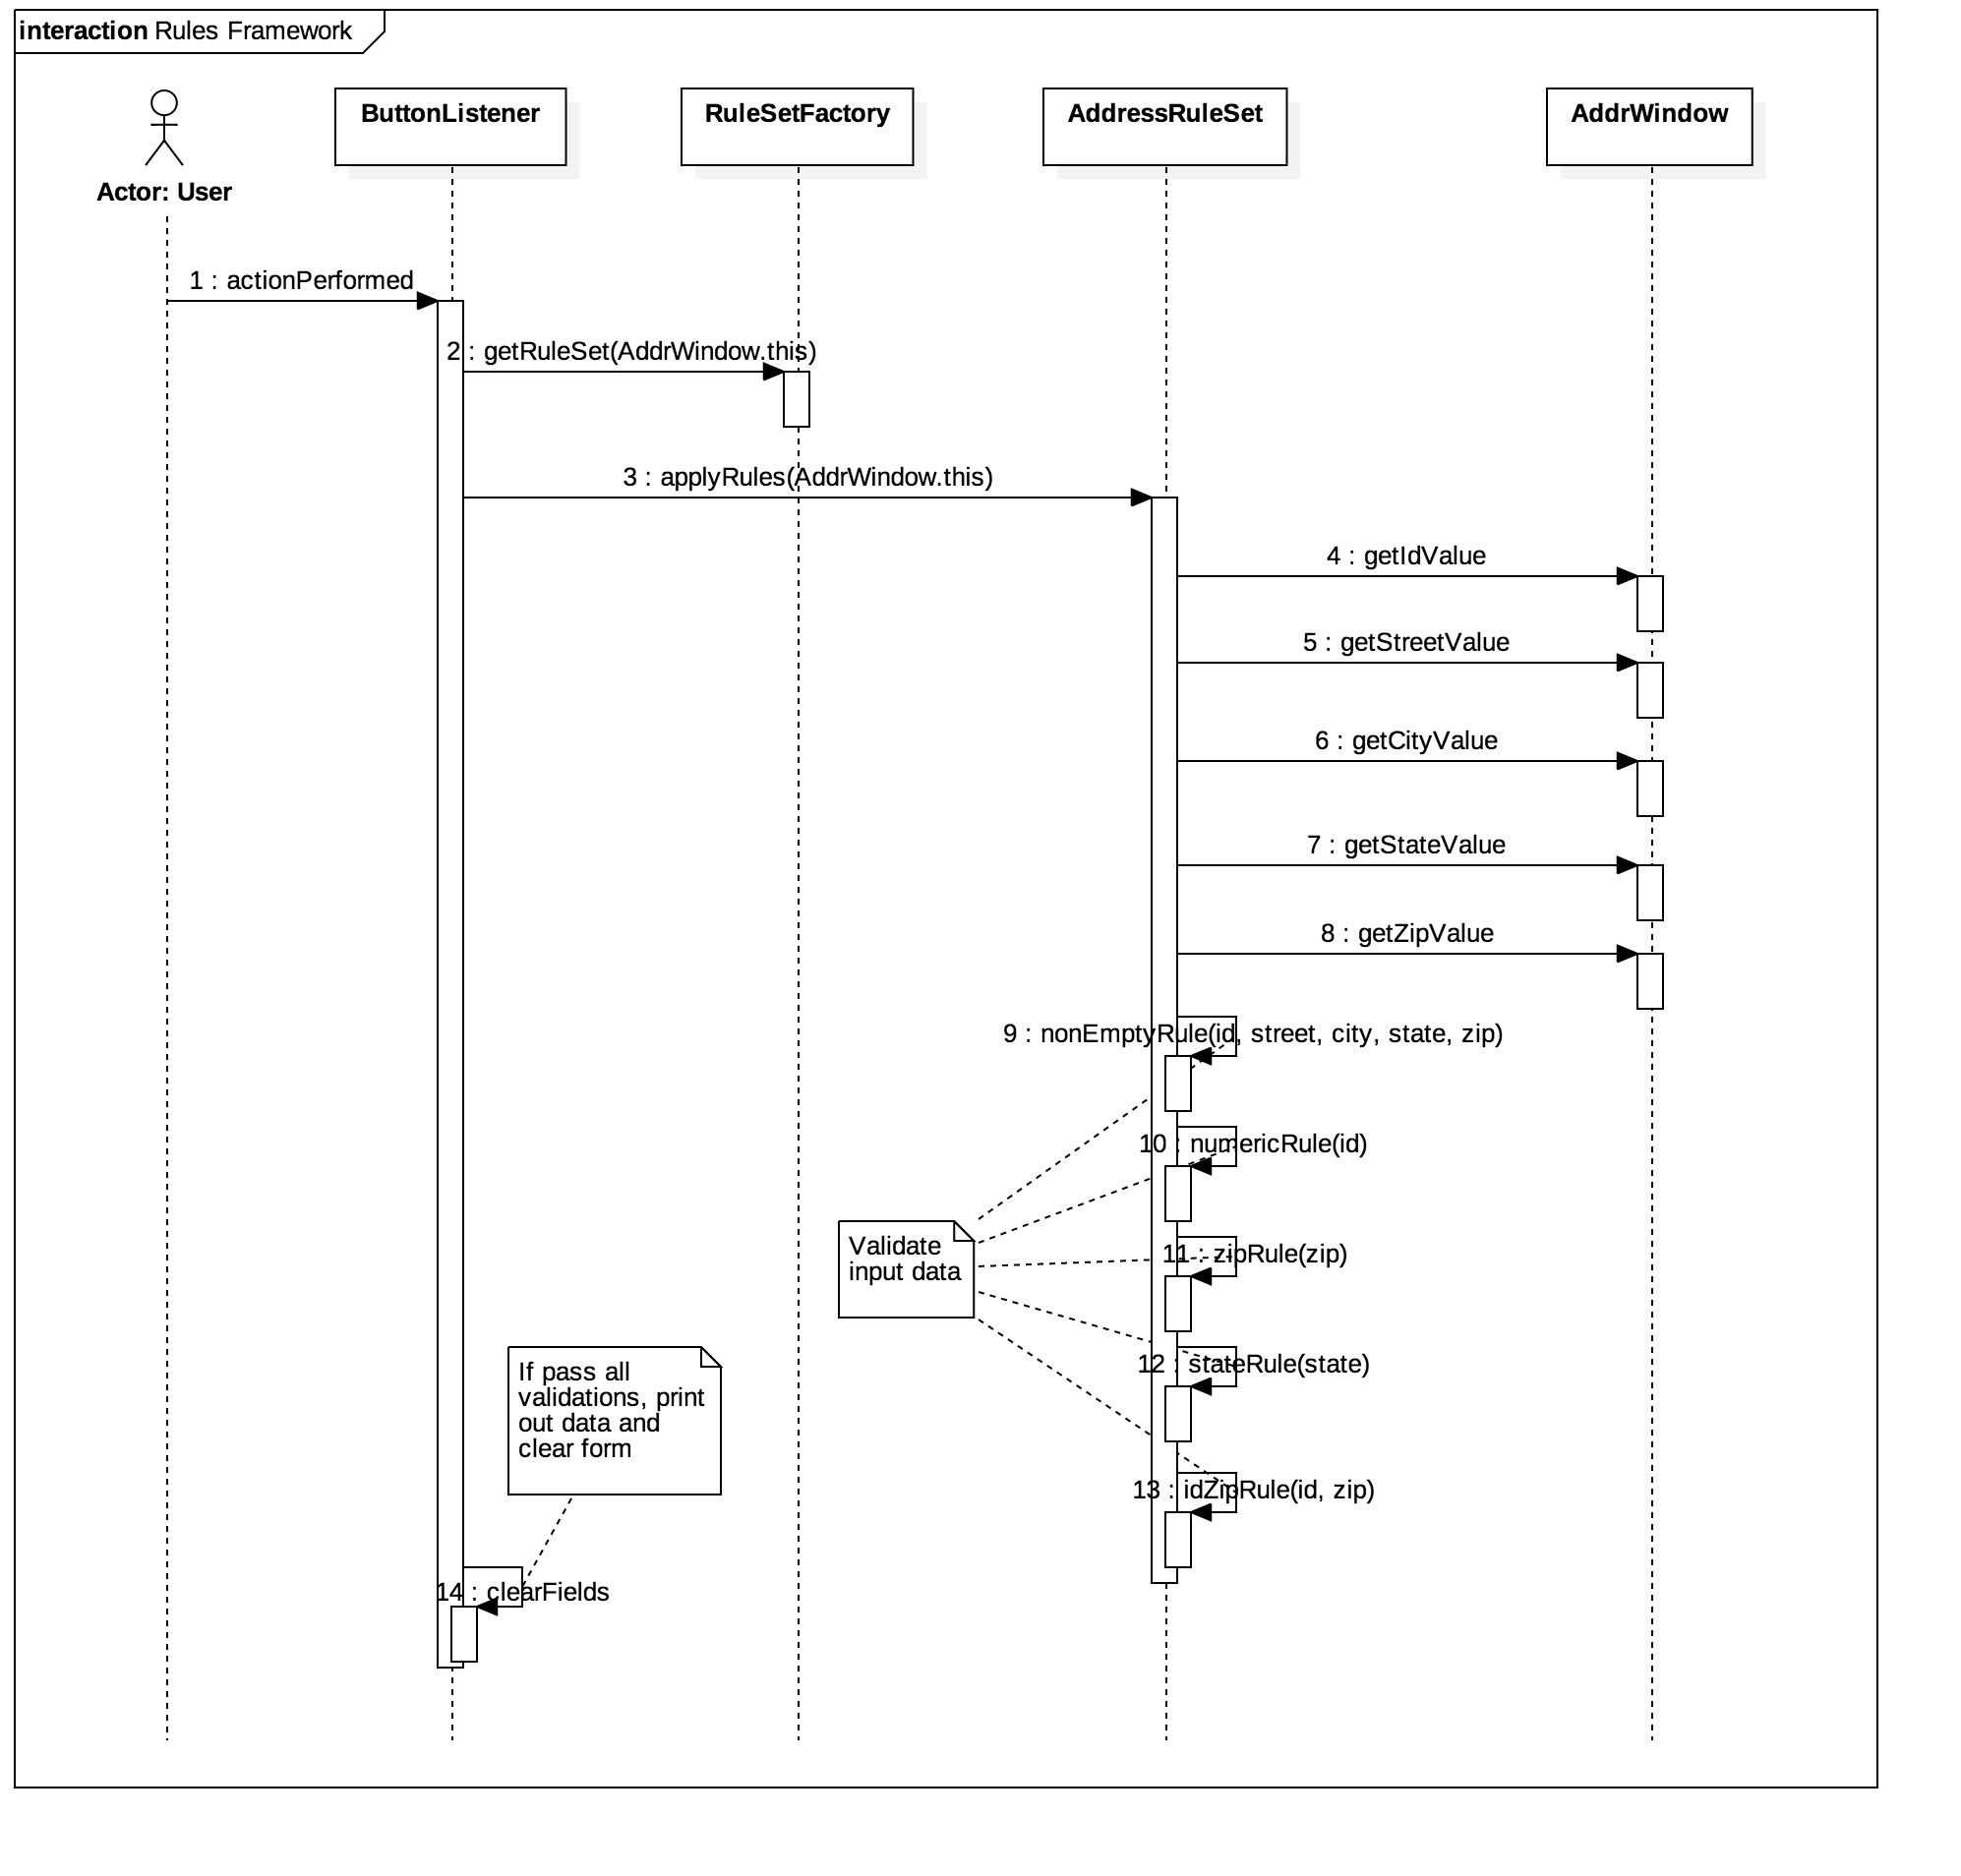 interaction Rules Framework
ButtonListener
RuleSetFactory
AddressRuleSet
AddrWindow
Actor: User
1 : actionPerformed
2 : getRuleSet(AddrWindow.this)
3 : applyRules(AddrWindow.this)
4 : getIdValue
5 : getStreetValue
6 : getCityValue
7 : getStateValue
8 : getZipValue
9 : nonEmptyRule(id, street, city, state, zip)
10 : numericRule(id)
Validate
input data
11 : zipRule(zip)
12 : stateRule(state)
If pass all
validations, print
out data and
clear form
13 : idZipRule(id, zip)
14 : clearFields